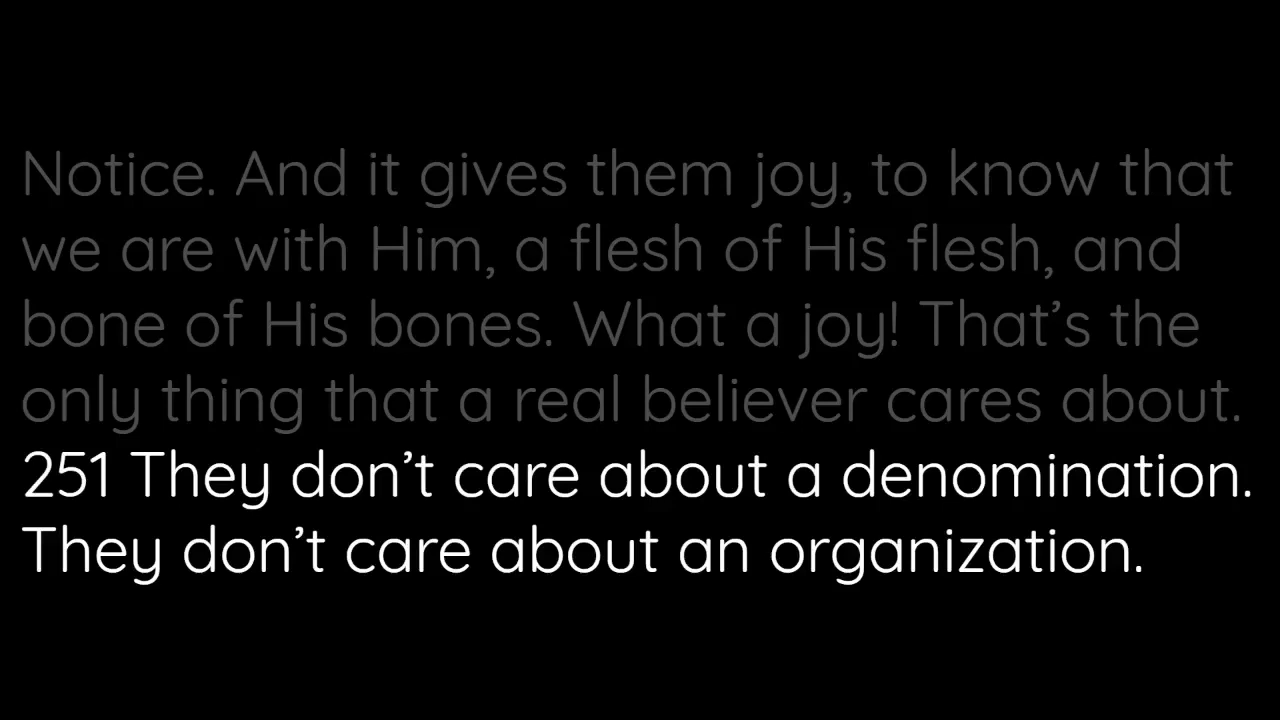 Notice. And it gives them joy, to know that
we are with Him, a flesh of His flesh, and
bone of His bones. What a joy! That’s the
only thing that a real believer cares about.
251 They don’t care about a denomination.
They don’t care about an organization.